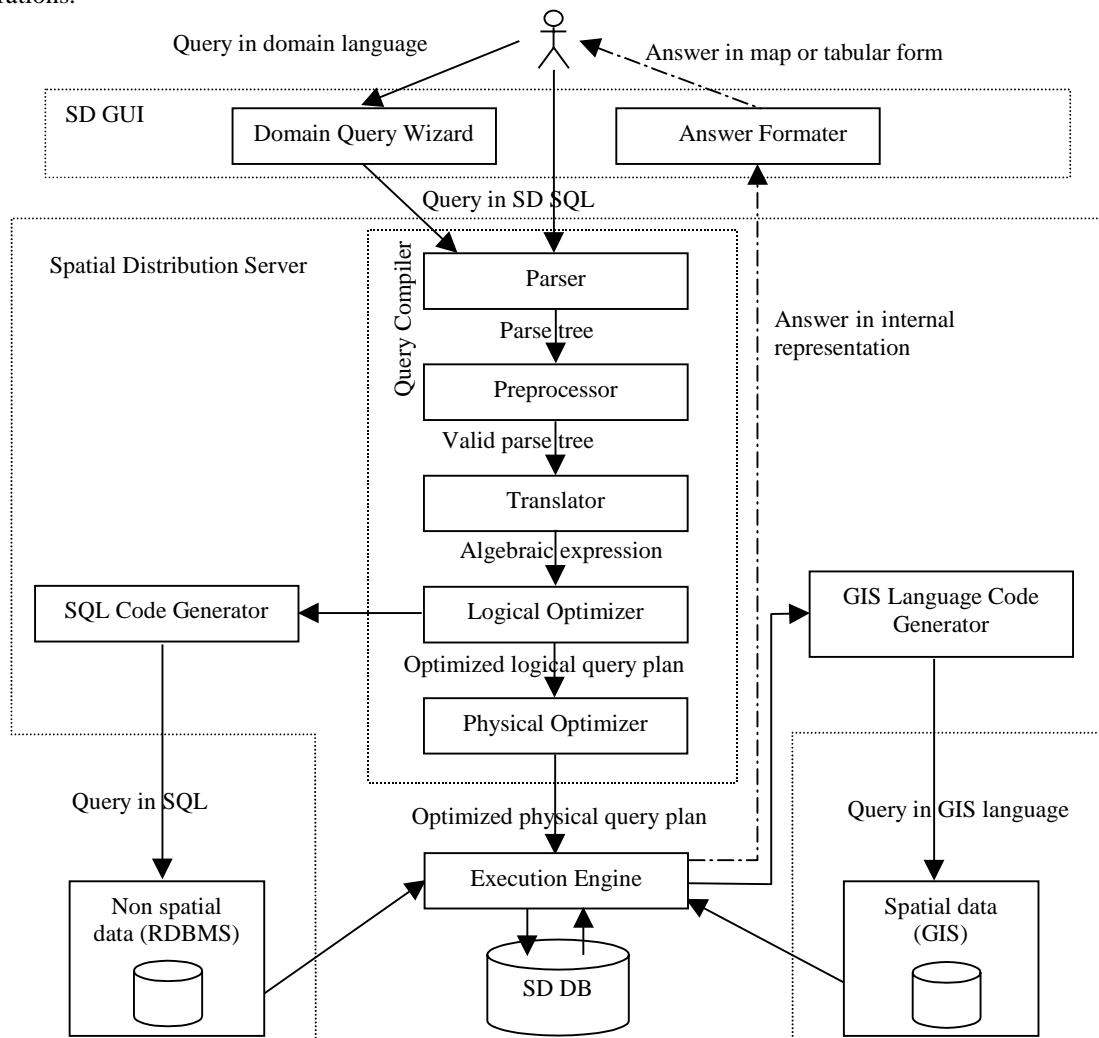 Query in domain language
Answer in map or tabular form
SD GUI
Domain Query Wizard
Answer Formater
Query in SD SQL
Spatial Distribution Server
Query Compiler
Parser
Parse tree
Answer in internal
representation
Preprocessor
Valid parse tree
Translator
Algebraic expression
SQL Code Generator
Logical Optimizer
GIS Language Code
Generator
Optimized logical query plan
Physical Optimizer
Query in SQL
Optimized physical query plan
Query in GIS language
Execution Engine
Non spatial
data (RDBMS)
Spatial data
(GIS)
SD DB